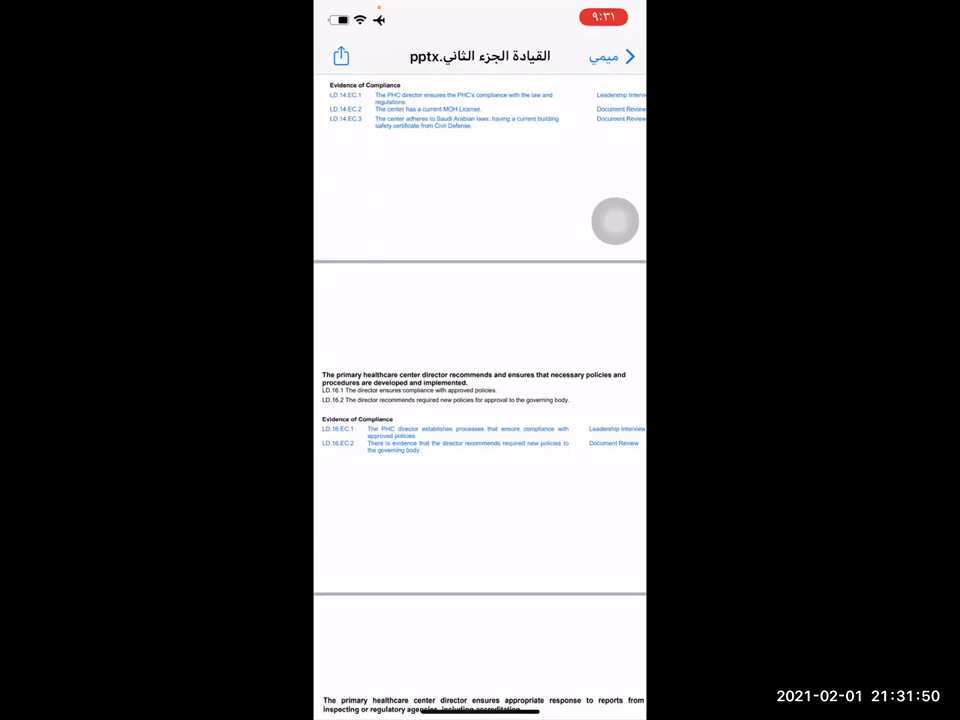 ٩:٣١
القيادة الجزء الثاني.pptx
ميمي
Evidence of Compliance
LD.14.EC.1 The PHC director ensures the PHC's compliance with the law and regulations. Leadership Interv
LD.14.EC.2 The center has a current MOH License. Document Review
LD.14.EC.3 The center adheres to Saudi Arabian laws, having a current building safety certificate from Civil Defense. Document Review
The primary healthcare center director recommends and ensures that necessary policies and
procedures are developed and implemented.
LD.16.1 The director ensures compliance with approved policies.
LD.16.2 The director recommends required new policies for approval to the governing body.
Evidence of Compliance
LD.16.EC.1 The PHC director establishes processes that ensure compliance with approved policies. Leadership Interview
LD.16.EC.2 There is evidence that the director recommends required new policies to the governing body. Document Review
The primary healthcare center director ensures appropriate response to reports from
inspecting or regulatory agencies, including accreditation.
2021-02-01 21:31:50